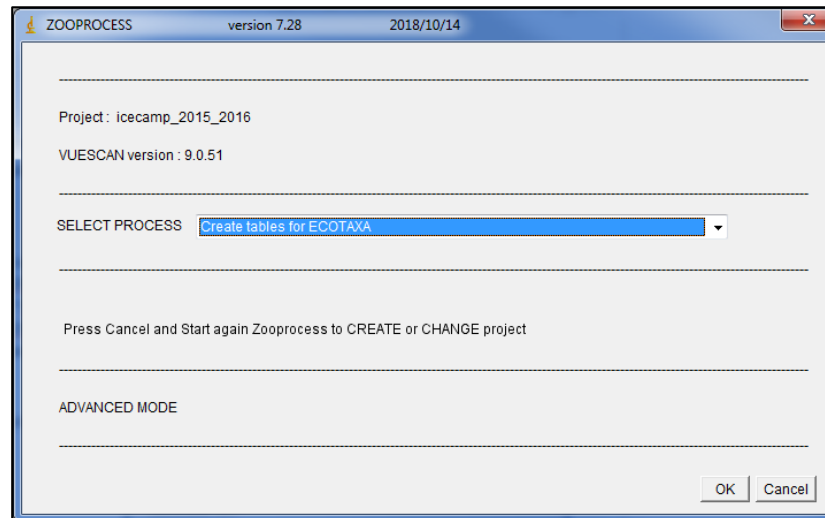 ZOOPROCESS version 7.28 2018/10/14
Project : icecamp_2015_2016
VUESCAN version : 9.0.51
SELECT PROCESS Create tables for ECOTAXA
Press Cancel and Start again Zooprocess to CREATE or CHANGE project
ADVANCED MODE
OK Cancel